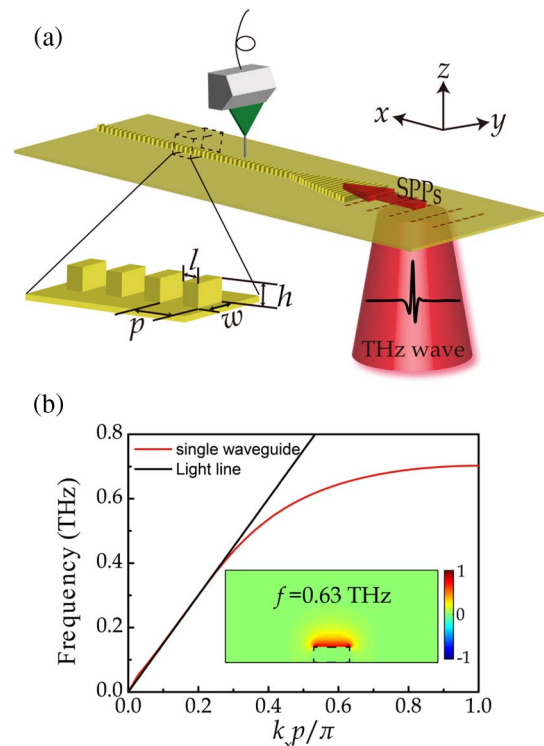 (a)
z
x
y
SPPs
l
h
p
w
THz wave
(b)
0.8
single waveguide
Light line
0.6
Frequency (THz)
f=0.63 THz
1
0.4
0
0.2
-1
0.0
0.0 0.2 0.4 0.6 0.8 1.0
kₓp/π